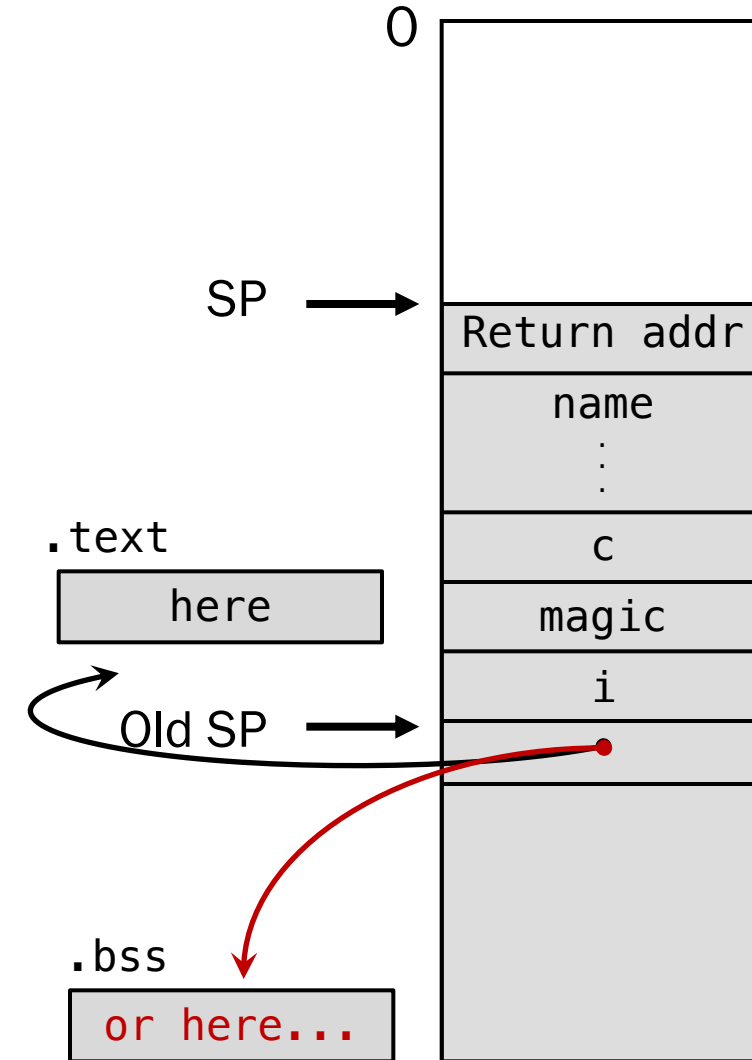 0
SP
Return addr
name
.
.
.
.text
c
here
magic
i
Old SP
.bss
or here...